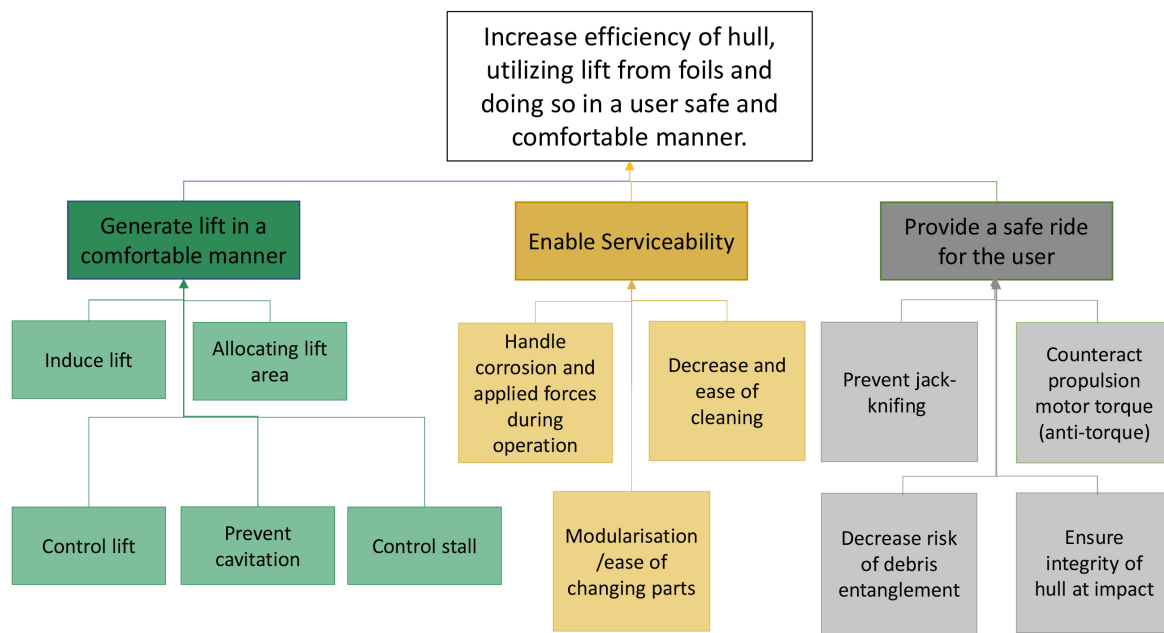 Increase efficiency of hull,
utilizing lift from foils and
doing so in a user safe and
comfortable manner.
Generate lift in a
comfortable manner
Enable Serviceability
Provide a safe ride
for the user
Induce lift
Allocating lift
area
Handle
corrosion and
applied forces
during
operation
Decrease and
ease of
cleaning
Prevent jack-
knifing
Counteract
propulsion
motor torque
(anti-torque)
Control lift
Prevent
cavitation
Control stall
Modularisation
/ease of
changing parts
Decrease risk
of debris
entanglement
Ensure
integrity of
hull at impact